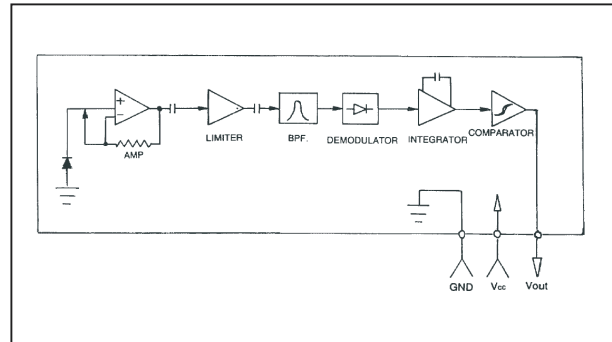 +
−
AMP
LIMITER
BPF.
DEMODULATOR
INTEGRATOR
COMPARATOR
GND
Vcc
Vout